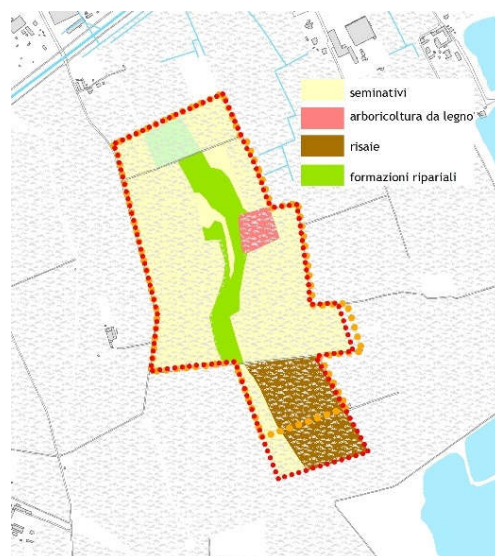 seminativi
arboricoltura da legno
risaie
formazioni ripariali